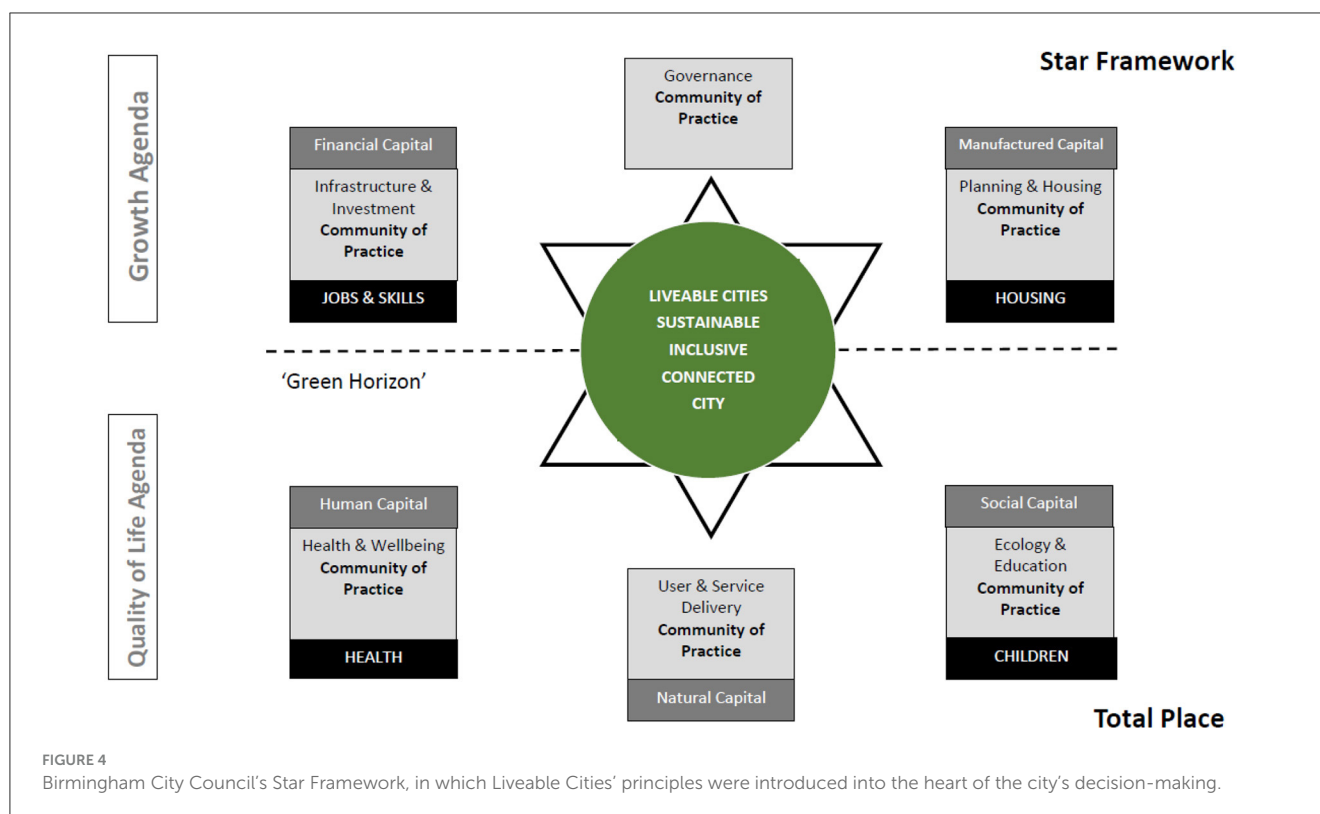 Star Framework
Growth Agenda
Financial Capital
Infrastructure &
Investment
Community of
Practice
JOBS & SKILLS
Governance
Community of
Practice
Manufactured Capital
Planning & Housing
Community of
Practice
HOUSING
LIVEABLE CITIES
SUSTAINABLE
INCLUSIVE
CONNECTED
CITY
'Green Horizon'
Quality of Life Agenda
Human Capital
Health & Wellbeing
Community of
Practice
HEALTH
User & Service
Delivery
Community of
Practice
Natural Capital
Social Capital
Ecology &
Education
Community of
Practice
CHILDREN
Total Place
FIGURE 4
Birmingham City Council's Star Framework, in which Liveable Cities' principles were introduced into the heart of the city's decision-making.